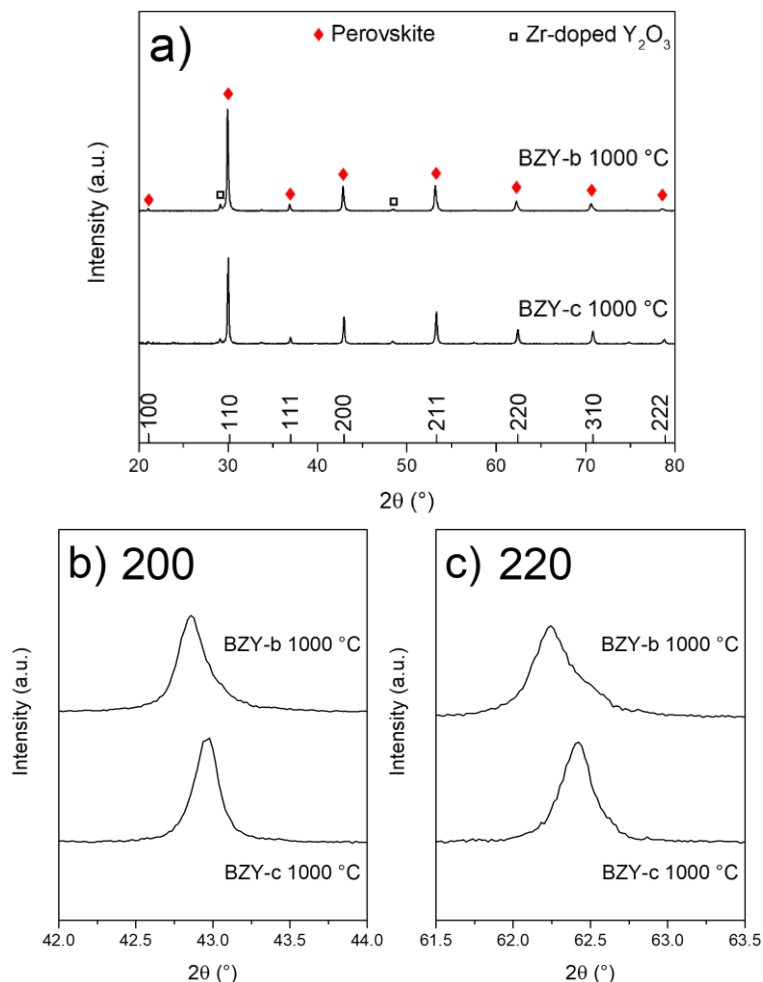 a)
Perovskite
Zr-doped Y₂O₃
BZY-b 1000 °C
BZY-c 1000 °C
Intensity (a.u.)
100 110 111 200 211 220 310 222
20 30 40 50 60 70 80
2θ (°)
b) 200
BZY-b 1000 °C
BZY-c 1000 °C
Intensity (a.u.)
42.0 42.5 43.0 43.5 44.0
2θ (°)
c) 220
BZY-b 1000 °C
BZY-c 1000 °C
Intensity (a.u.)
61.5 62.0 62.5 63.0 63.5
2θ (°)